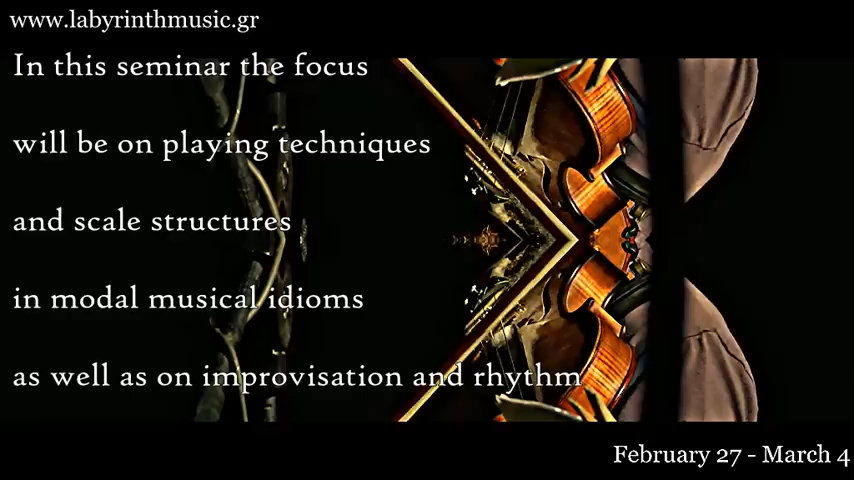 www.labyrinthmusic.gr
In this seminar the focus
will be on playing techniques
and scale structures
in modal musical idioms
as well as on improvisation and rhythm
February 27 - March 4